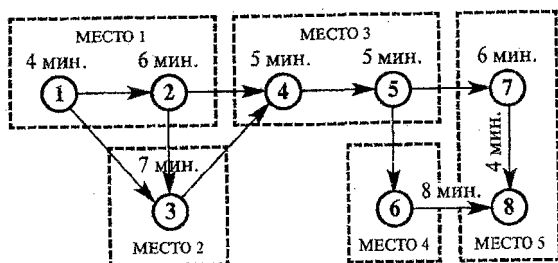 МЕСТО 1
МЕСТО 3
4 мин. 6 мин. 5 мин. 5 мин. 6 мин.
1 2 4 5 7
7 мин. 4 мин.
8 мин.
3 6 8
МЕСТО 2 МЕСТО 4 МЕСТО 5